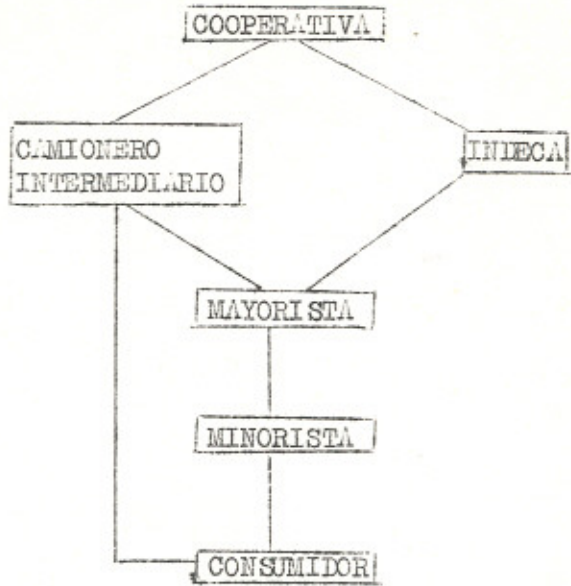 COOPERATIVA
CAMIONERO
INTERMEDIARIO
INDECA
MAYORISTA
MINORISTA
CONSUMIDOR